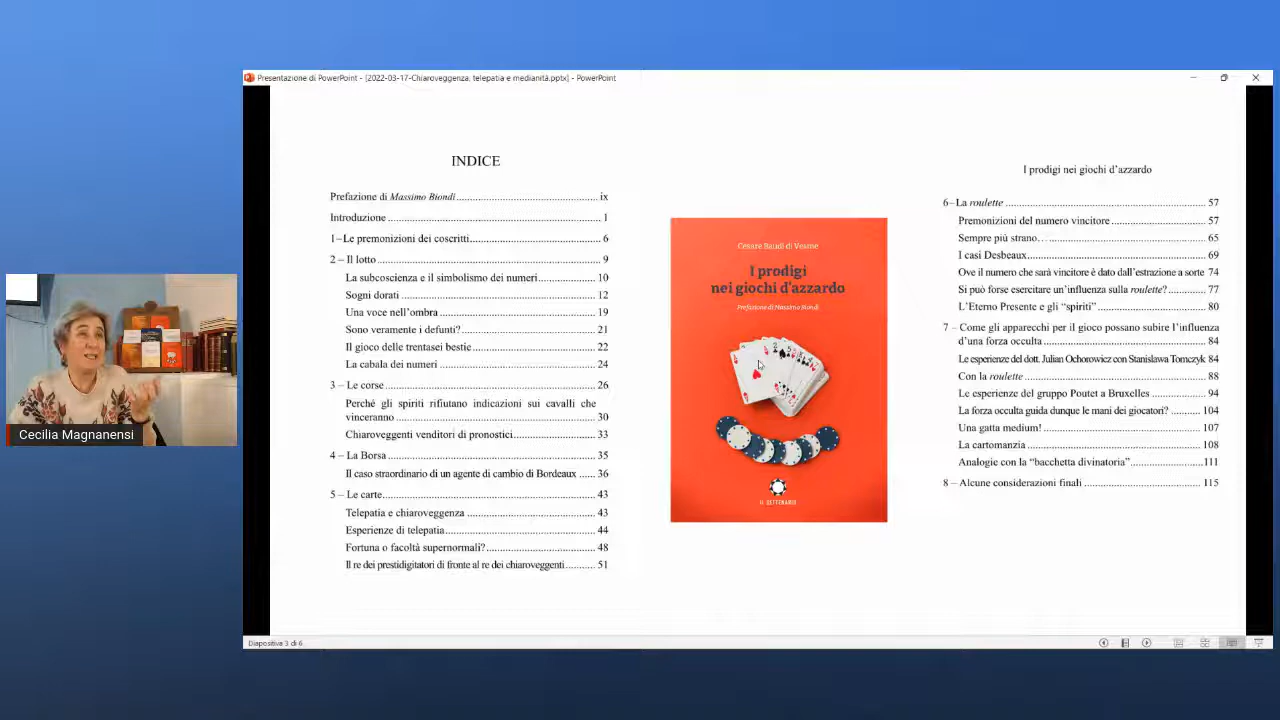 Presentazione di PowerPoint - [2022-03-17-Chiaroveggenza, telepatia e medianità.pptx] - PowerPoint
INDICE
Prefazione di Massimo Biondi ix
Introduzione 1
1–Le premonizioni dei coscritti 6
2 – Il lotto 9
La subcoscienza e il simbolismo dei numeri 10
Sogni dorati 12
Una voce nell’ombra 19
Sono veramente i defunti? 21
Il gioco delle trentasei bestie 22
La cabala dei numeri 24
3 – Le corse 26
Perché gli spiriti rifiutano indicazioni sui cavalli che
vinceranno 30
Chiaroveggenti venditori di pronostici 33
4 – La Borsa 35
Il caso straordinario di un agente di cambio di Bordeaux 36
5 – Le carte 43
Telepatia e chiaroveggenza 43
Esperienze di telepatia 44
Fortuna o facoltà supernormali? 48
Il re dei prestidigitatori di fronte al re dei chiaroveggenti 51
Cesare Baudi di Vesme
I prodigi
nei giochi d'azzardo
Prefazione di Massimo Biondi
IL SETTENARIO
I prodigi nei giochi d’azzardo
6–La roulette 57
Premonizioni del numero vincitore 57
Sempre più strano… 65
I casi Desbeaux 69
Ove il numero che sarà vincitore è dato dall’estrazione a sorte 74
Si può forse esercitare un’influenza sulla roulette? 77
L’Eterno Presente e gli “spiriti” 80
7 – Come gli apparecchi per il gioco possano subire l’influenza
d’una forza occulta 84
Le esperienze del dott. Julian Ochorowicz con Stanislawa Tomczyk 84
Con la roulette 88
Le esperienze del gruppo Poutet a Bruxelles 94
La forza occulta guida dunque le mani dei giocatori? 104
Una gatta medium! 107
La cartomanzia 108
Analogie con la “bacchetta divinatoria” 111
8 – Alcune considerazioni finali 115
Cecilia Magnanensi
Diapositiva 3 di 6